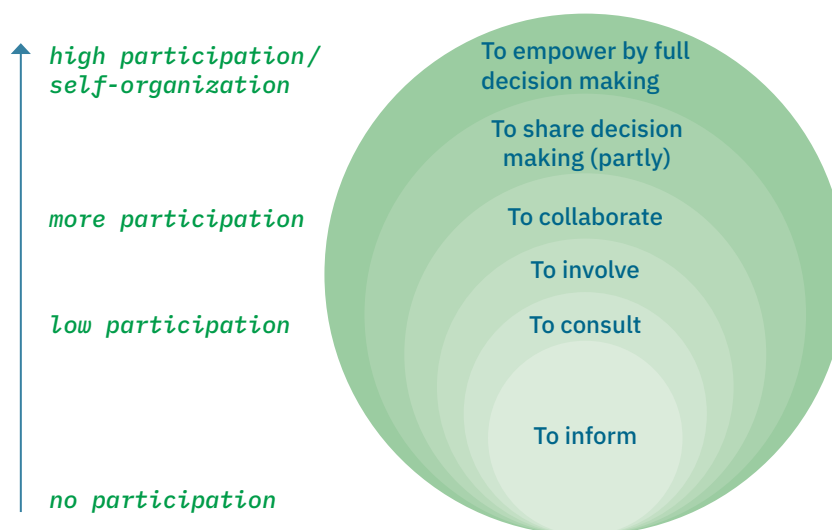 high participation/
self-organization
To empower by full
decision making
To share decision
making (partly)
more participation
To collaborate
To involve
low participation
To consult
To inform
no participation